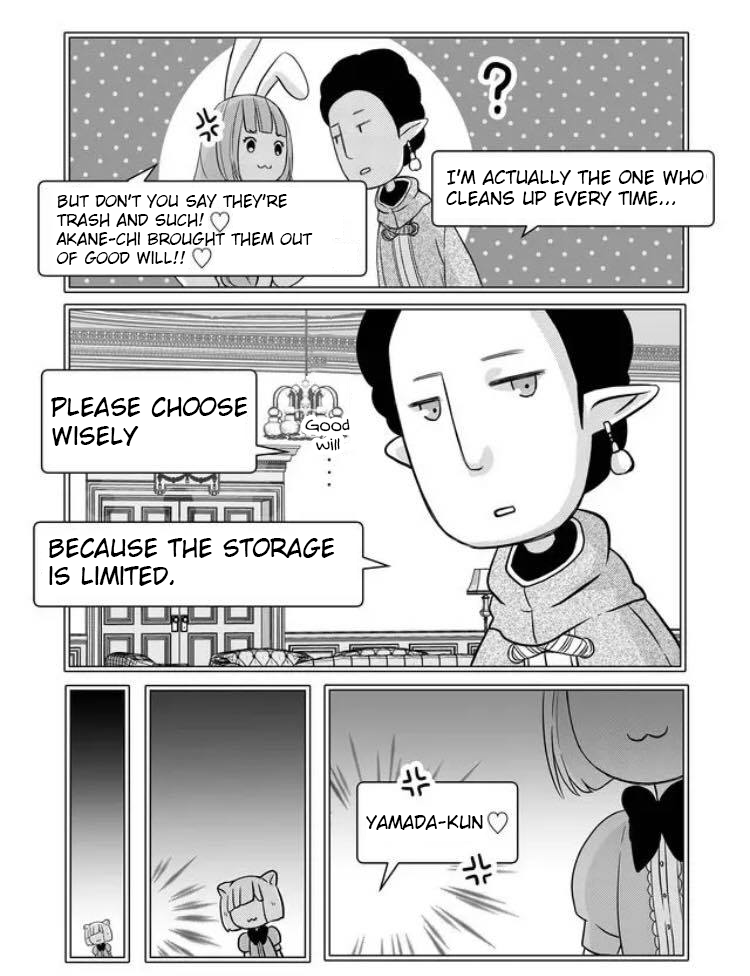 ?
I'M ACTUALLY THE ONE WHO
CLEANS UP EVERY TIME...
BUT DON'T YOU SAY THEY'RE
TRASH AND SUCH! ♡
AKANE-CHI BROUGHT THEM OUT
OF GOOD WILL!! ♡
PLEASE CHOOSE
WISELY
Good
will
...
BECAUSE THE STORAGE
IS LIMITED.
YAMADA-KUN ♡